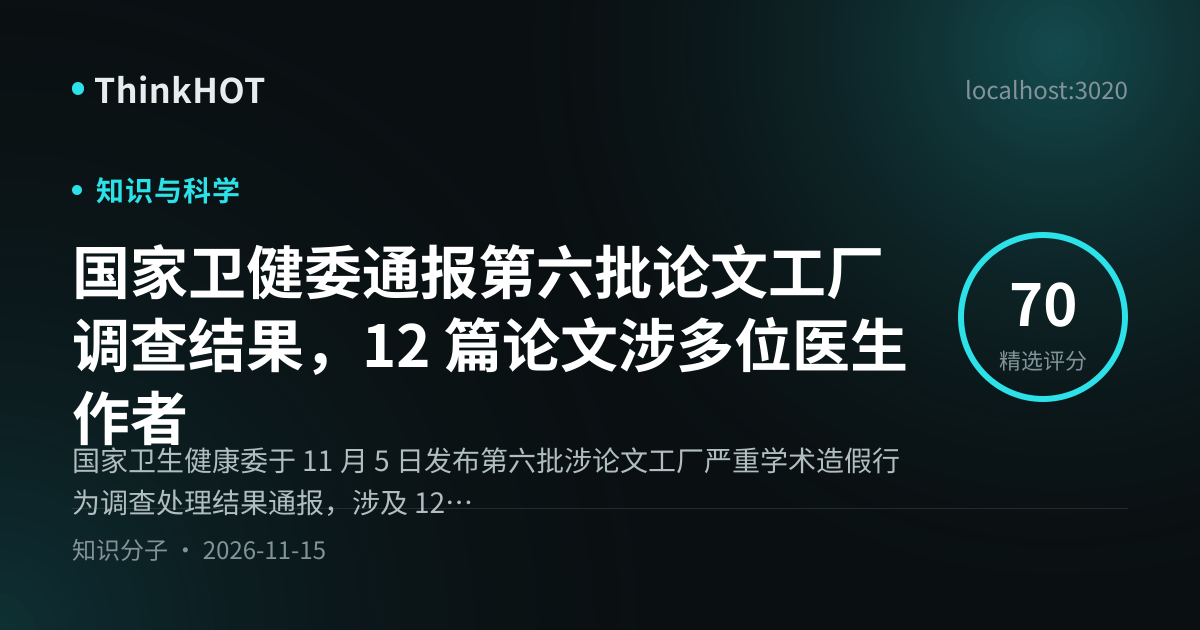 ThinkHOT
localhost:3020
知识与科学
国家卫健委通报第六批论文工厂
调查结果，12 篇论文涉多位医生
作者
70
精选评分
国家卫生健康委于 11 月 5 日发布第六批涉论文工厂严重学术造假行
为调查处理结果通报，涉及 12…
知识分子 · 2026-11-15